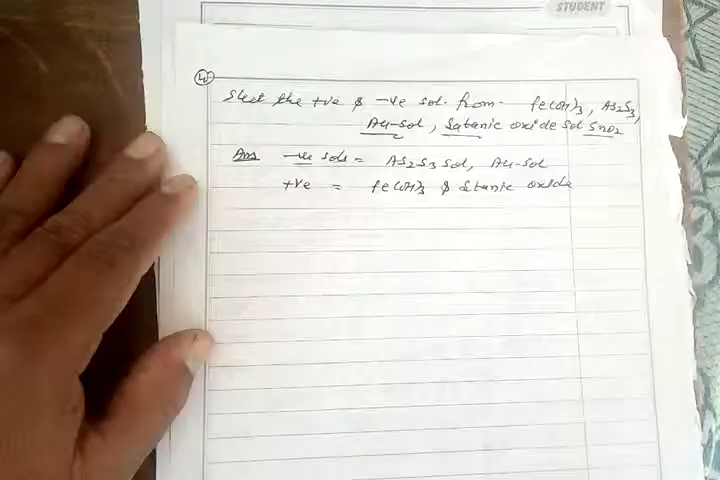 STUDENT
4
Slect the +ve & -ve sol. from fe(OH)3, AS2S3,
Au-sol, Satanic oxide sol SnO2
Ans -ve sols = AS2S3 sol, Au-sol
+ve = fe(OH)3 & Stanic oxide